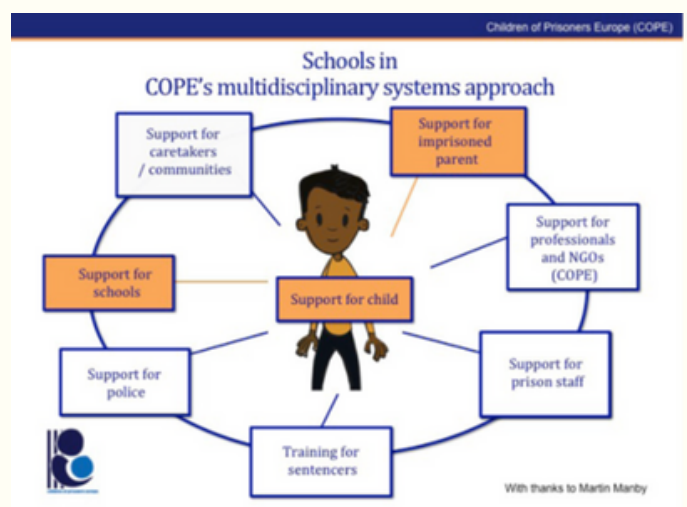 Children of Prisoners Europe (COPE)
Schools in
COPE's multidisciplinary systems approach
Support for
caretakers
/ communities
Support for
imprisoned
parent
Support for
professionals
and NGOs
(COPE)
Support for
schools
Support for child
Support for
police
Support for
prison staff
Training for
sentencers
With thanks to Martin Manby